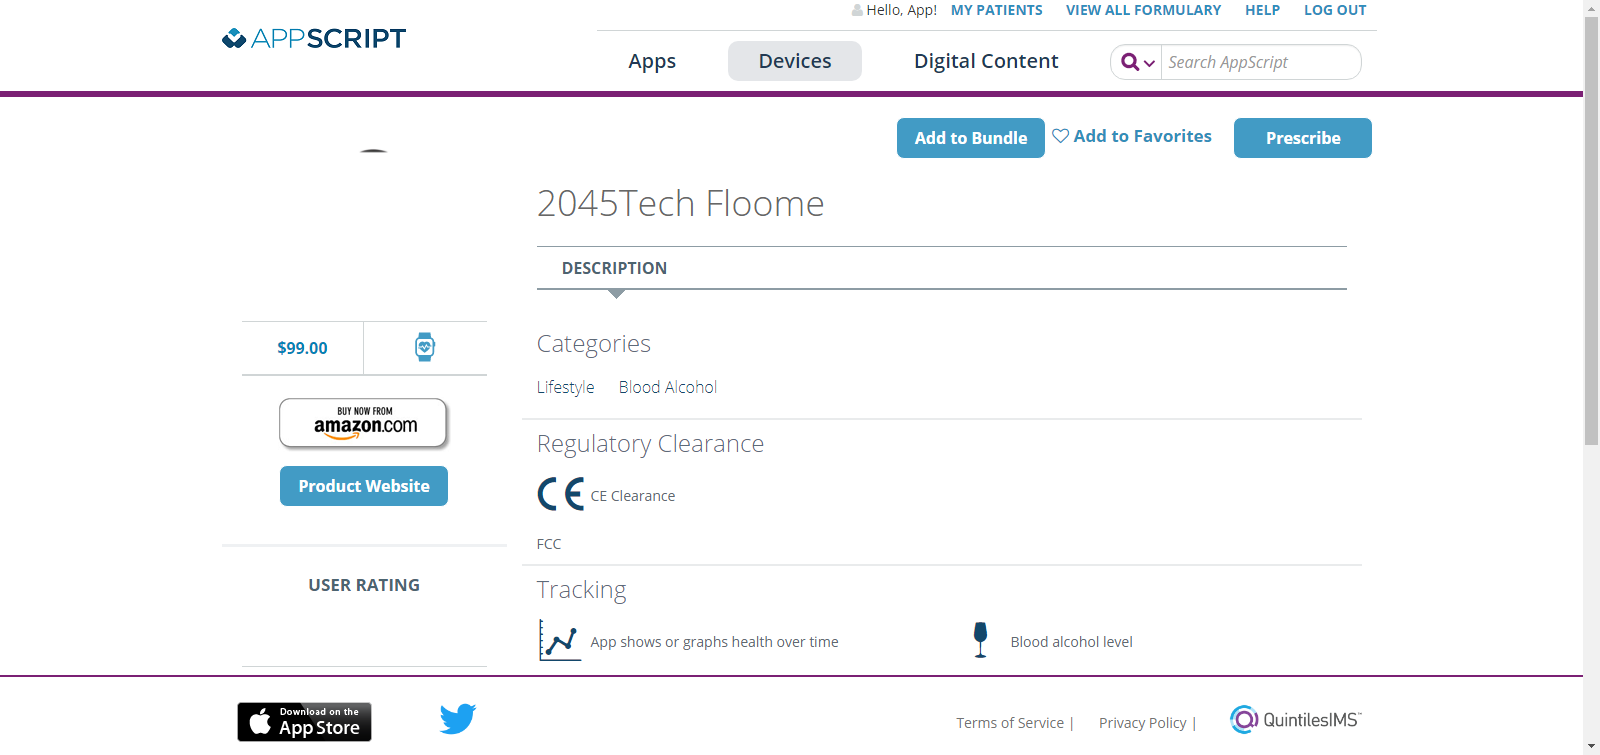 Hello, App! MY PATIENTS VIEW ALL FORMULARY HELP LOG OUT
APPSCRIPT
Apps Devices Digital Content Search AppScript
Add to Bundle Add to Favorites Prescribe
2045Tech Floome
DESCRIPTION
$99.00
BUY NOW FROM
amazon.com
Product Website
USER RATING
Categories
Lifestyle Blood Alcohol
Regulatory Clearance
CE CE Clearance
FCC
Tracking
App shows or graphs health over time Blood alcohol level
Download on the
App Store
Terms of Service | Privacy Policy | QuintilesIMS™